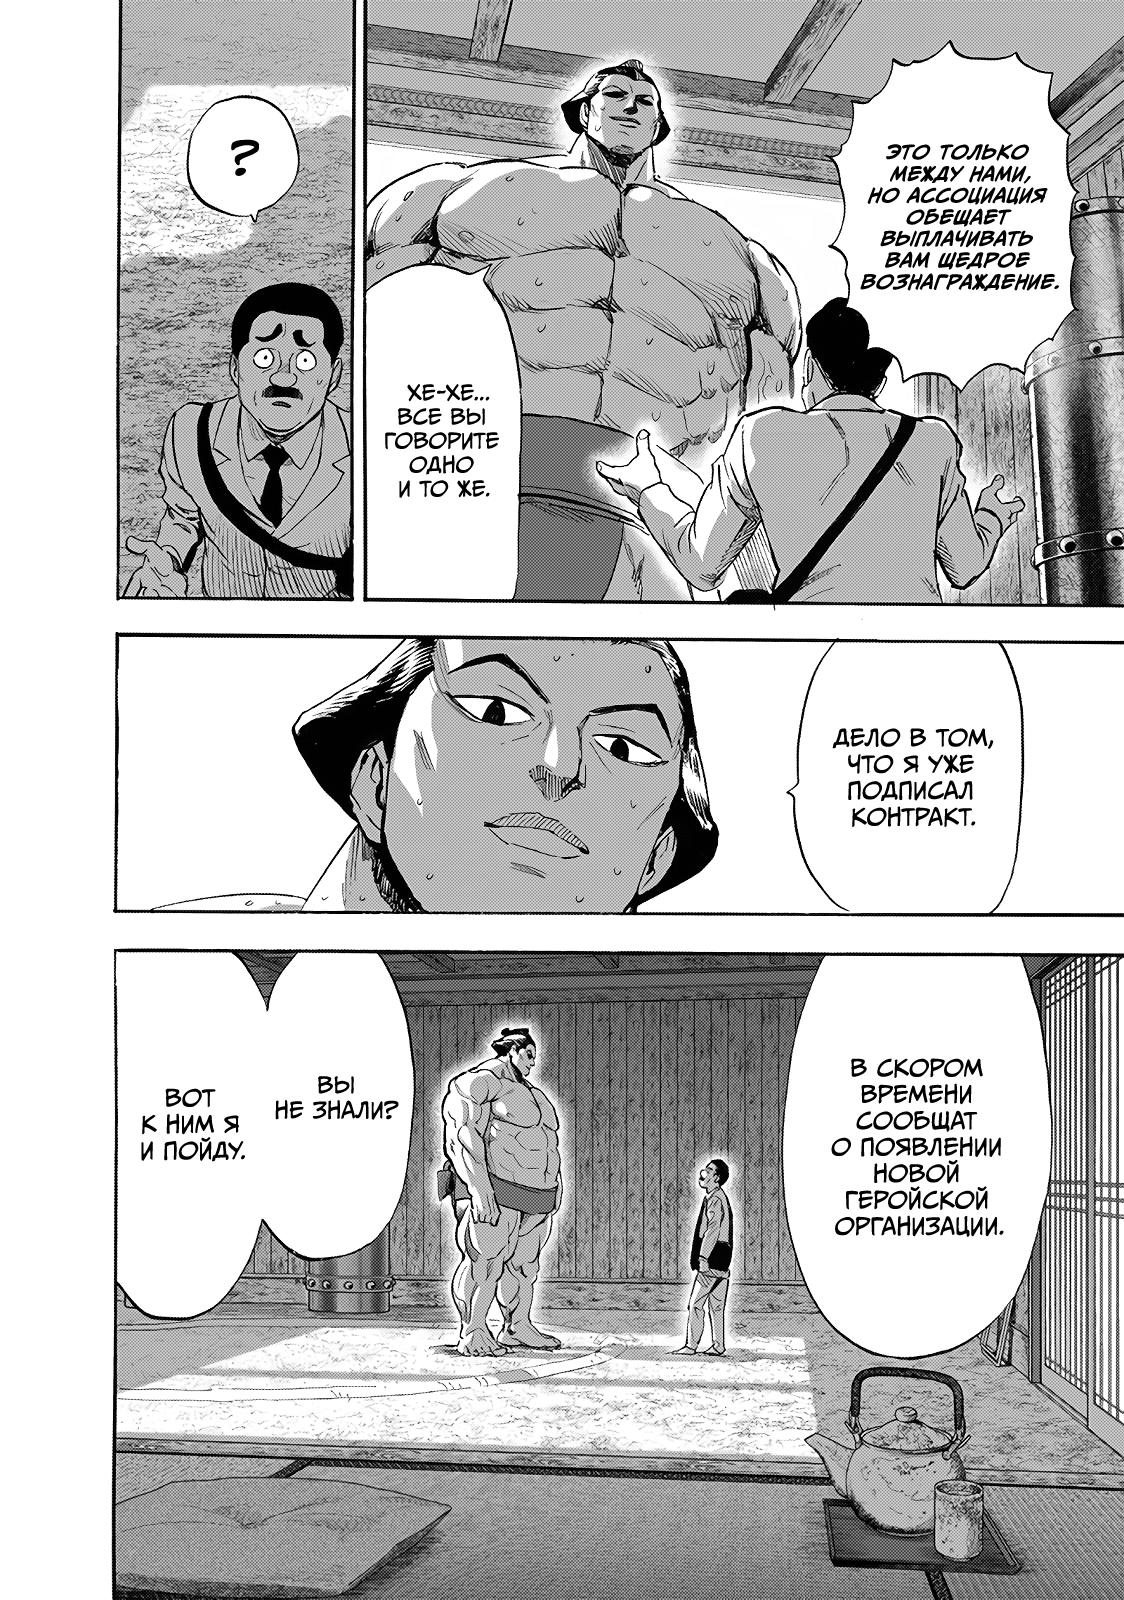 ЭТО ТОЛЬКО
МЕЖДУ НАМИ,
НО АССОЦИАЦИЯ
ОБЕЩАЕТ
ВЫПЛАЧИВАТЬ
ВАМ ЩЕДРОЕ
ВОЗНАГРАЖДЕНИЕ.
ХЕ-ХЕ...
ВСЕ ВЫ
ГОВОРИТЕ
ОДНО
И ТО ЖЕ.
?
ДЕЛО В ТОМ,
ЧТО Я УЖЕ
ПОДПИСАЛ
КОНТРАКТ.
В СКОРОМ
ВРЕМЕНИ
СООБЩАТ
О ПОЯВЛЕНИИ
НОВОЙ
ГЕРОЙСКОЙ
ОРГАНИЗАЦИИ.
ВЫ
НЕ ЗНАЛИ?
ВОТ
К НИМ Я
И ПОЙДУ.